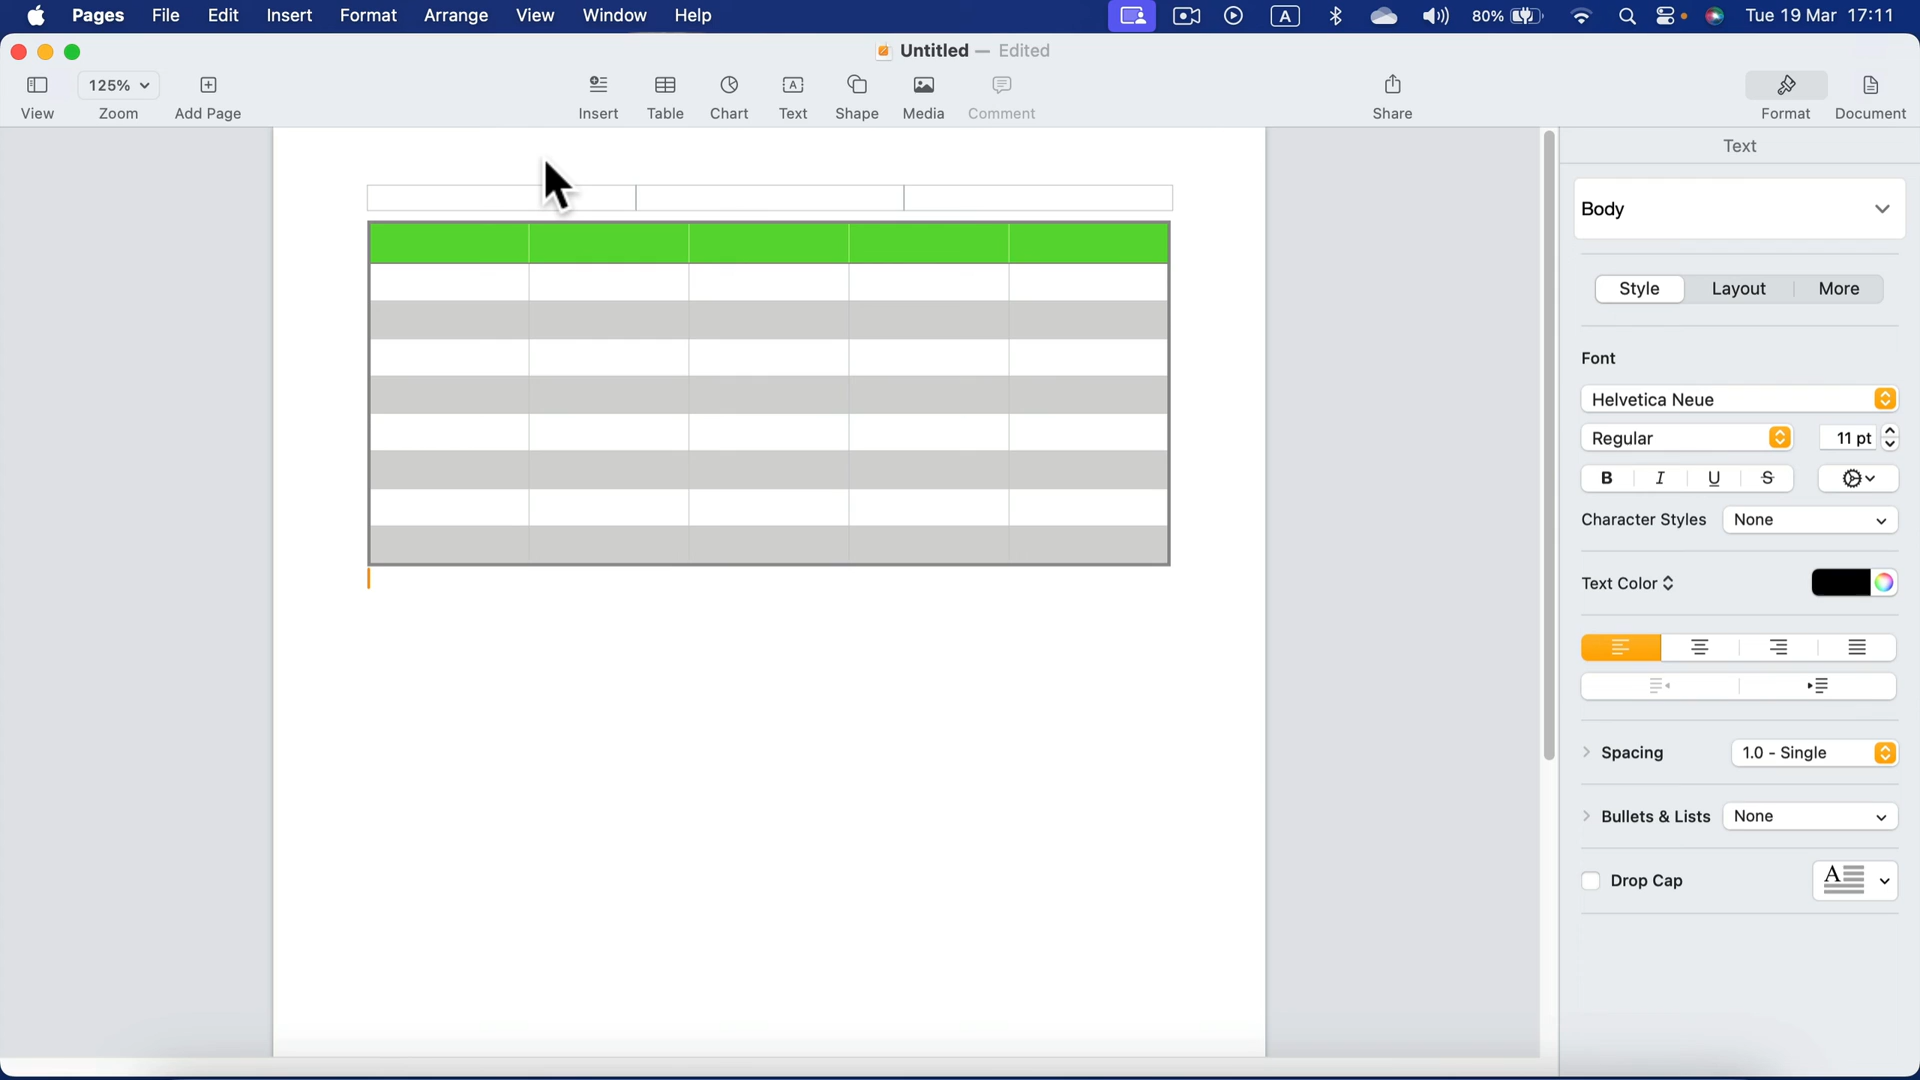 Pages File Edit Insert Format Arrange View Window Help A 80% Tue 19 Mar 17:11
Untitled — Edited
125%
View Zoom Add Page Insert Table Chart Text Shape Media Comment Share Format Document
Text
Body
Style Layout More
Font
Helvetica Neue
Regular 11 pt
B I U S
Character Styles None
Text Color
Spacing 1.0 - Single
Bullets & Lists None
Drop Cap A